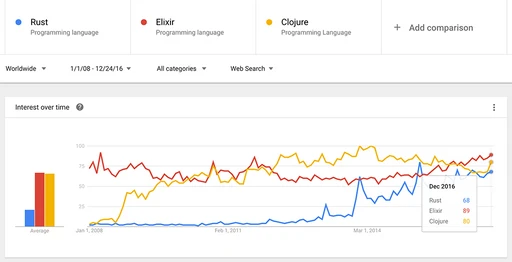 Rust
Programming language
Elixir
Programming language
Clojure
Programming Language
+ Add comparison
Worldwide
1/1/08 - 12/24/16
All categories
Web Search
Interest over time
100
75
50
25
Average
Jan 1, 2008
Feb 1, 2011
Mar 1, 2014
Dec 2016
Rust 68
Elixir 89
Clojure 80